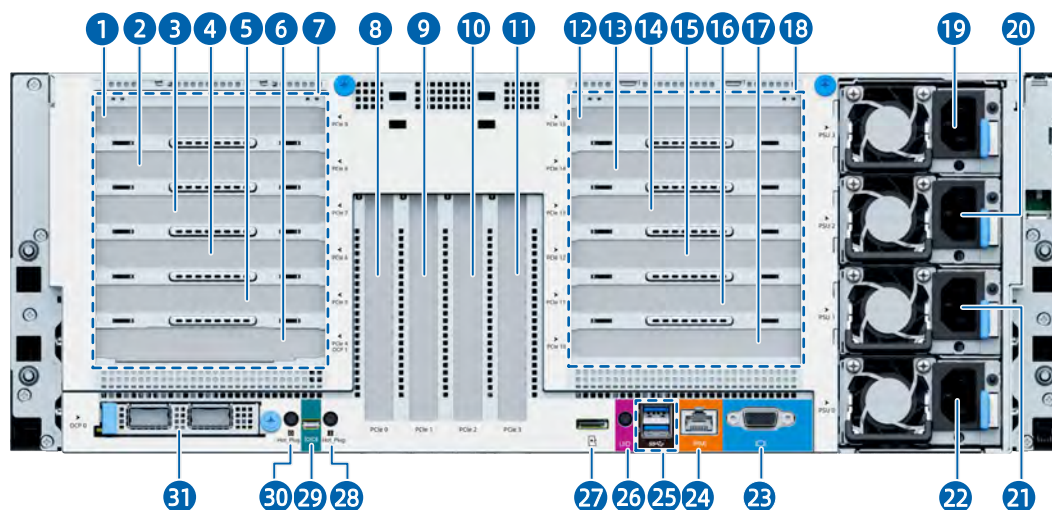 1 2 3 4 5 6 7 8 9 10 11 12 13 14 15 16 17 18 19 20
PCIe 9
PCIe 15
PSU 3
PCIe 8
PCIe 14
PCIe 7
PCIe 13
PSU 2
PCIe 6
PCIe 12
PCIe 5
PCIe 11
PSU 1
PCIe 4
OCP 1
PCIe 10
PSU 0
OCP 0
PCIe 0 PCIe 1 PCIe 2 PCIe 3
Hot_Plug
IOIOI
Hot_Plug
UID
IPMI
31 30 29 28 27 26 25 24 23 22 21